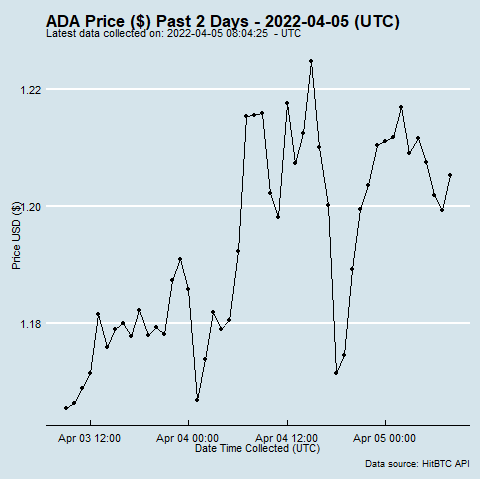 ADA Price ($) Past 2 Days - 2022-04-05 (UTC)
Latest data collected on: 2022-04-05 08:04:25  - UTC
1.22
1.20
1.18
Price USD ($)
Apr 03 12:00
Apr 04 00:00
Apr 04 12:00
Apr 05 00:00
Date Time Collected (UTC)
Data source: HitBTC API